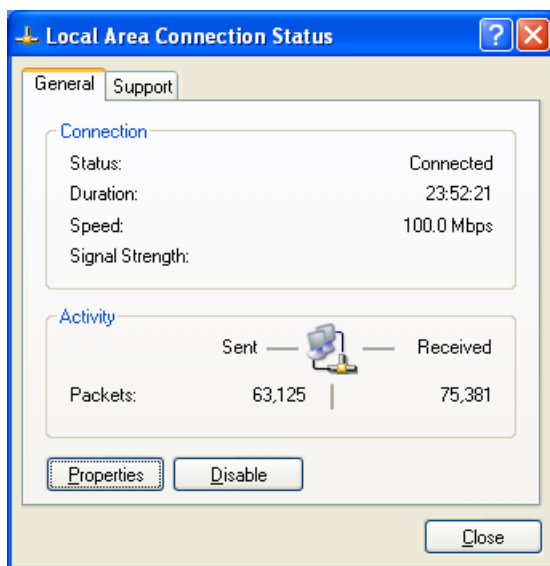 Local Area Connection Status
General Support
Connection
Status: Connected
Duration: 23:52:21
Speed: 100.0 Mbps
Signal Strength:
Activity
Sent Received
Packets: 63,125 75,381
Properties Disable
Close